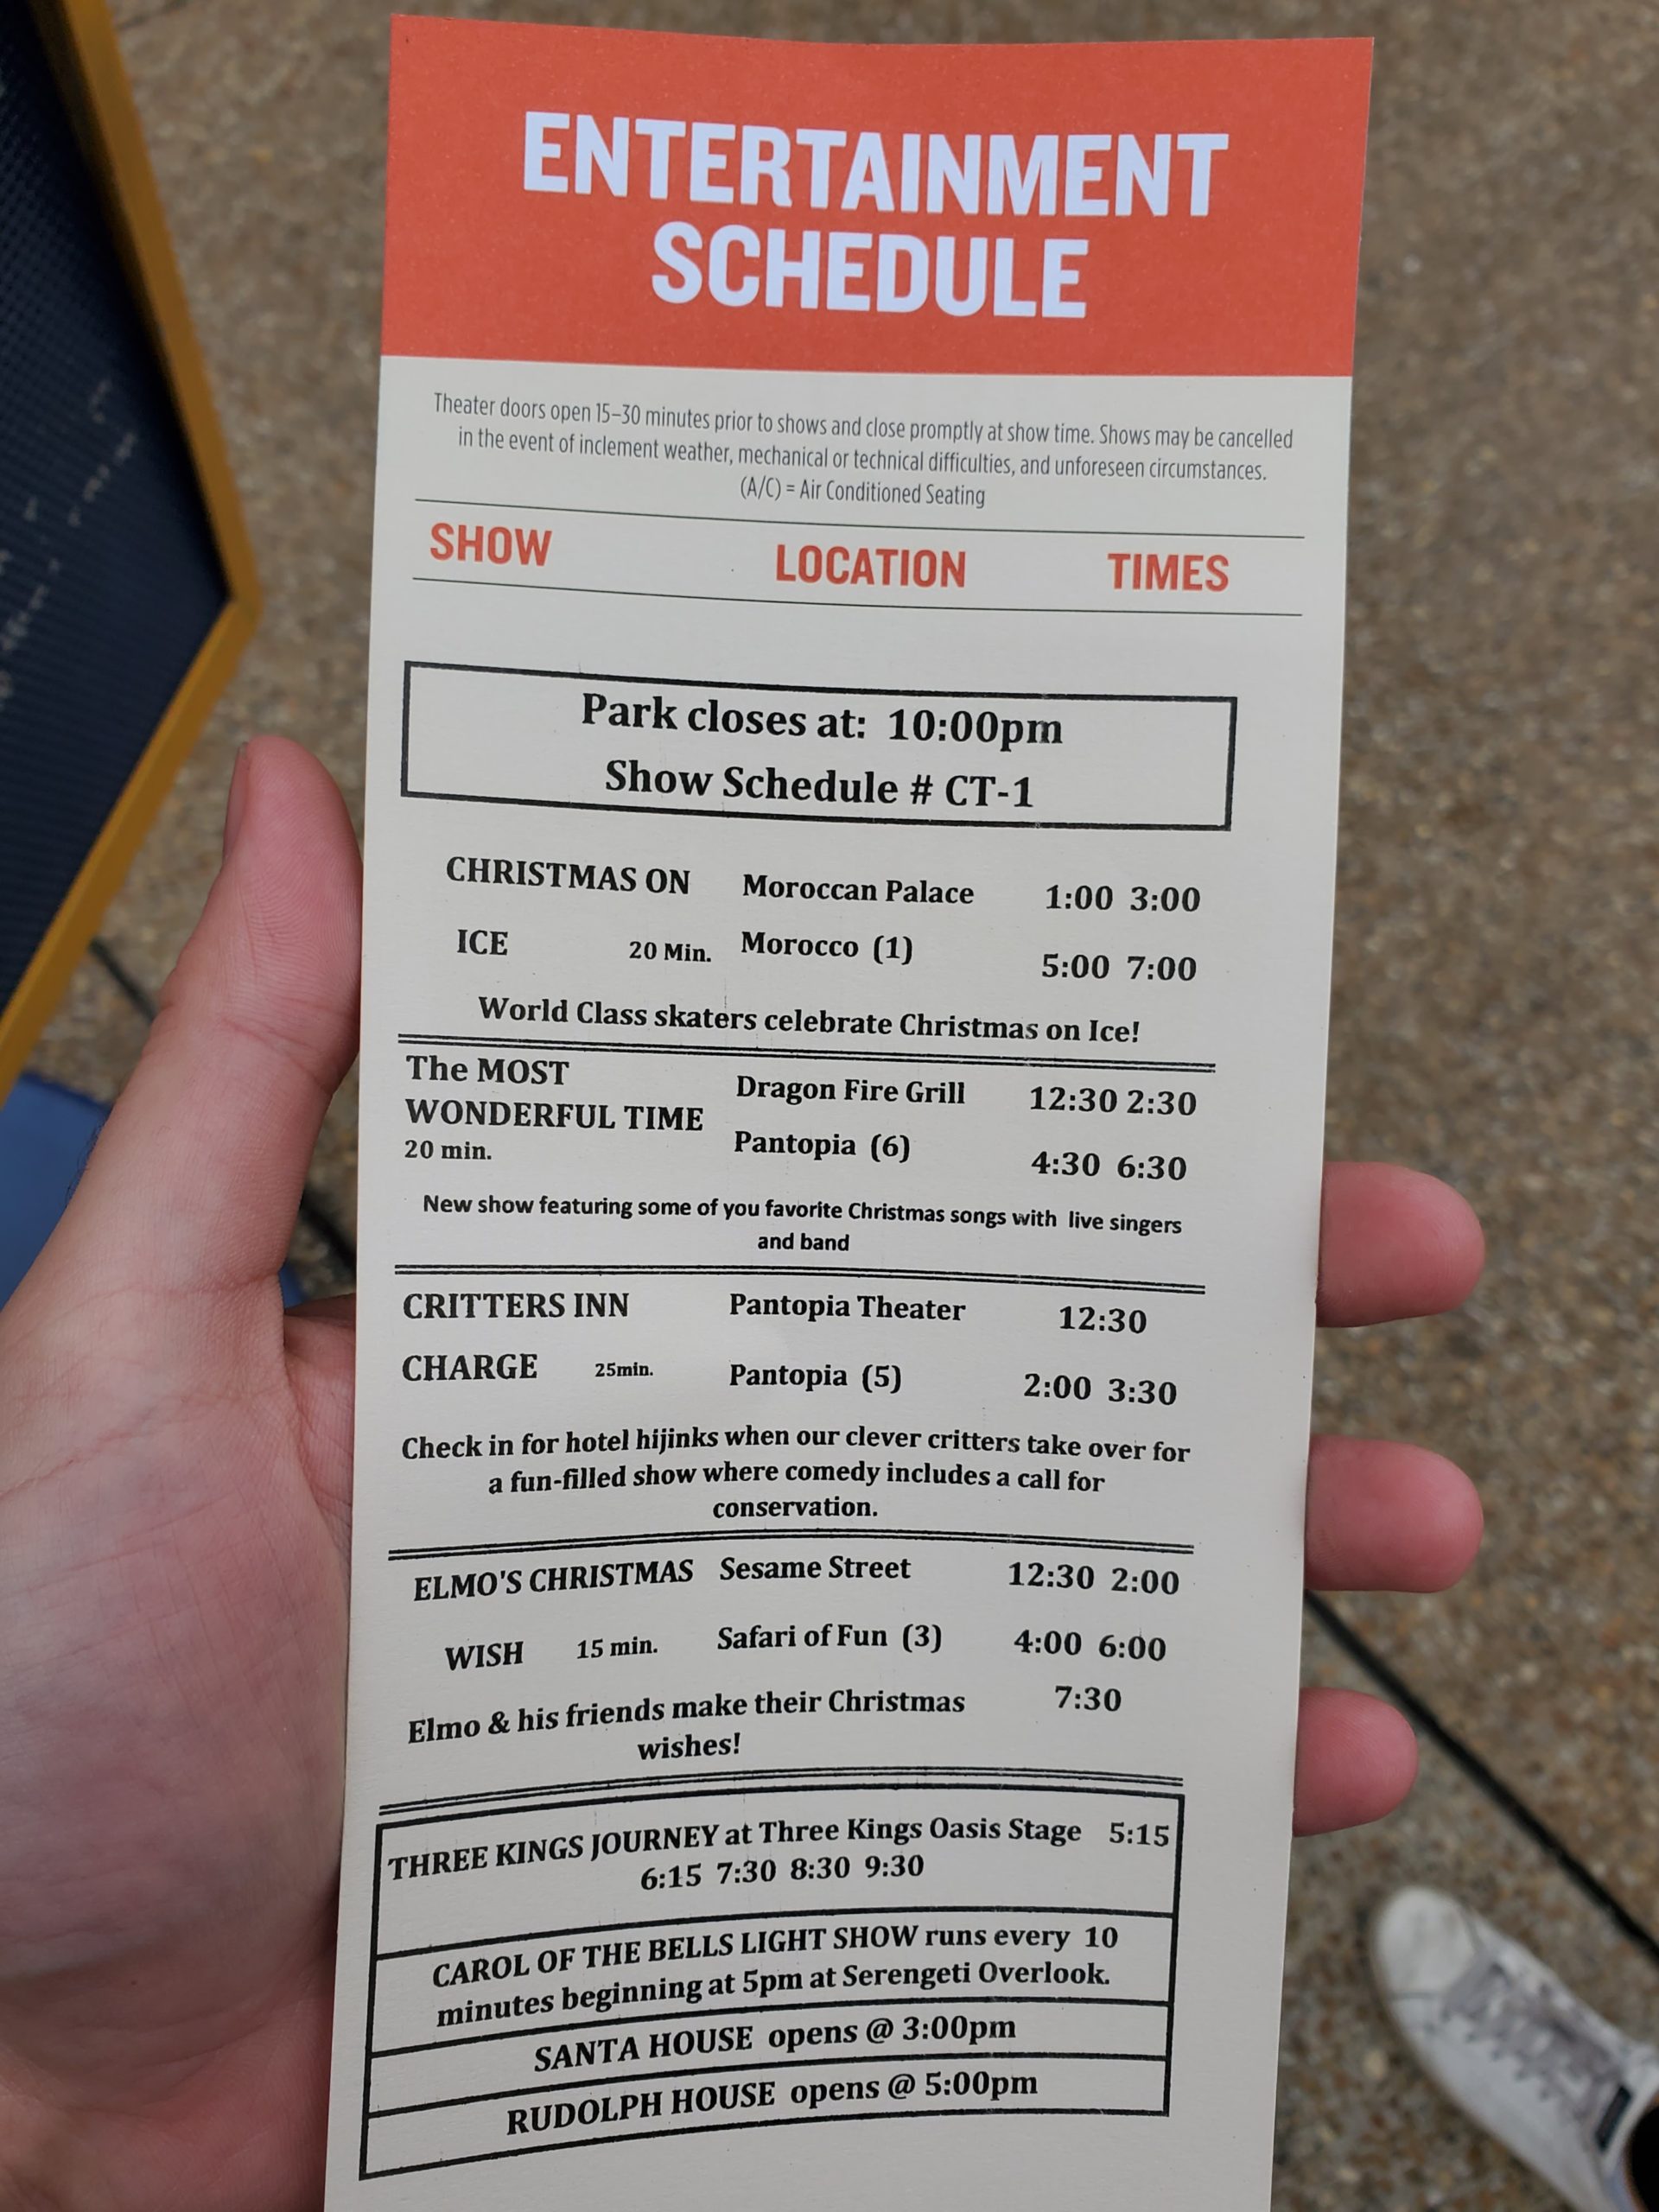 ENTERTAINMENT
SCHEDULE
Theater doors open 15–30 minutes prior to shows and close promptly at show time. Shows may be cancelled
in the event of inclement weather, mechanical or technical difficulties, and unforeseen circumstances.
(A/C) = Air Conditioned Seating
SHOW LOCATION TIMES
Park closes at: 10:00pm
Show Schedule # CT-1
CHRISTMAS ON Moroccan Palace 1:00 3:00
ICE 20 Min. Morocco (1) 5:00 7:00
World Class skaters celebrate Christmas on Ice!
The MOST
WONDERFUL TIME Dragon Fire Grill 12:30 2:30
20 min. Pantopia (6) 4:30 6:30
New show featuring some of you favorite Christmas songs with live singers
and band
CRITTERS INN Pantopia Theater 12:30
CHARGE 25min. Pantopia (5) 2:00 3:30
Check in for hotel hijinks when our clever critters take over for
a fun-filled show where comedy includes a call for
conservation.
ELMO'S CHRISTMAS Sesame Street 12:30 2:00
WISH 15 min. Safari of Fun (3) 4:00 6:00
Elmo & his friends make their Christmas 7:30
wishes!
THREE KINGS JOURNEY at Three Kings Oasis Stage 5:15
6:15 7:30 8:30 9:30
CAROL OF THE BELLS LIGHT SHOW runs every 10
minutes beginning at 5pm at Serengeti Overlook.
SANTA HOUSE opens @ 3:00pm
RUDOLPH HOUSE opens @ 5:00pm